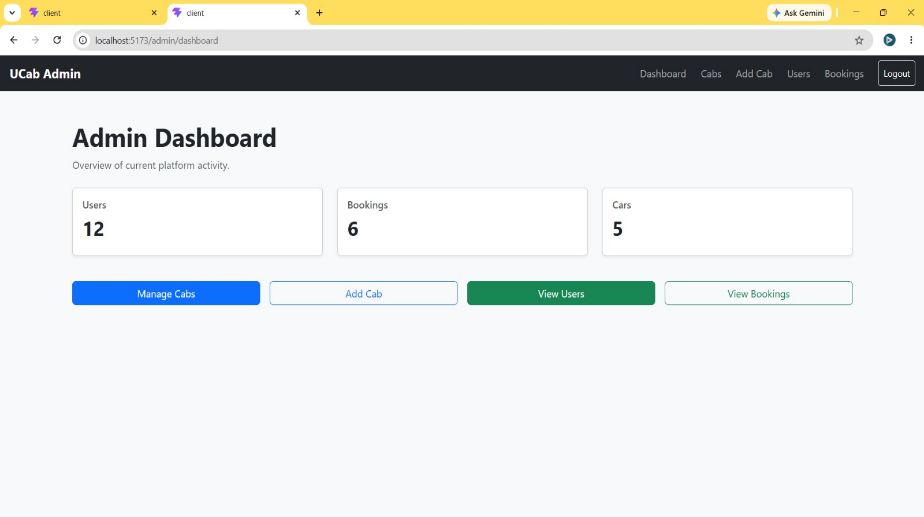 client
client
Ask Gemini
localhost:5173/admin/dashboard
UCab Admin
Dashboard Cabs Add Cab Users Bookings Logout
Admin Dashboard
Overview of current platform activity.
Users Bookings Cars
12 6 5
Manage Cabs Add Cab View Users View Bookings